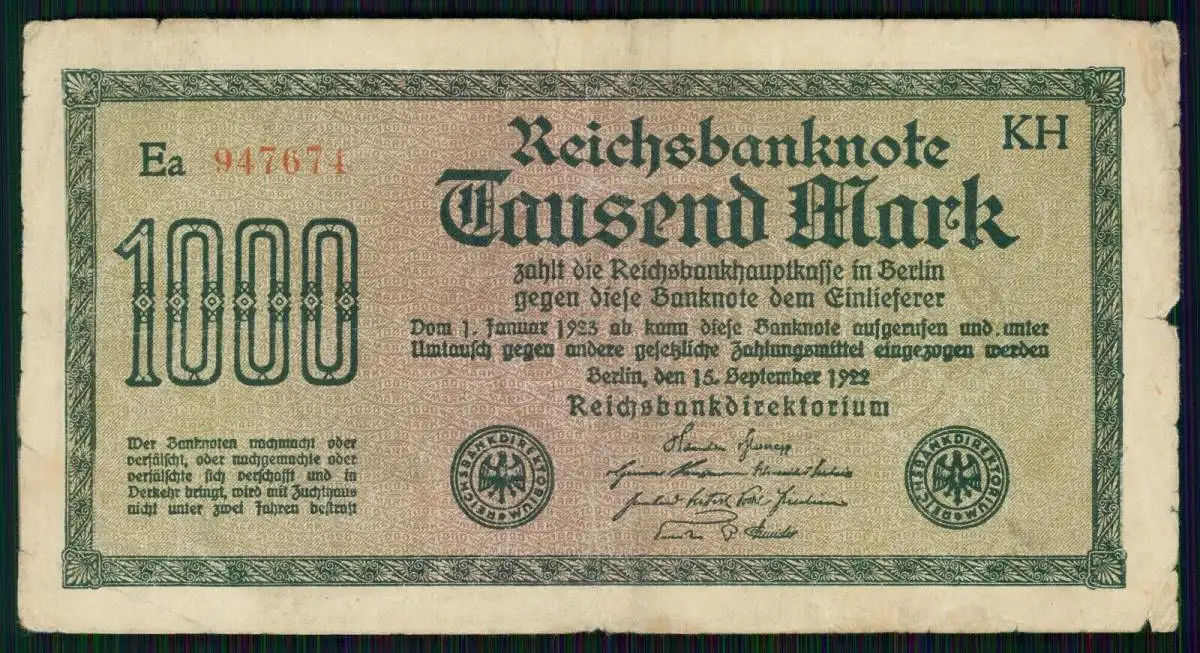 Ea 947674
KH
Reichsbanknote
Tausend Mark
1000
zahlt die Reichsbankhauptkasse in Berlin
gegen diese Banknote dem Einlieferer
Vom 1. Januar 1923 ab kann diese Banknote aufgerufen und unter
Umtausch gegen andere gesetzliche Zahlungsmittel eingezogen werden
Berlin, den 15. September 1922
Reichsbankdirektorium
Wer Banknoten nachmacht oder
verfälscht, oder nachgemachte oder
verfälschte sich verschafft und in
Verkehr bringt, wird mit Zuchthaus
nicht unter zwei Jahren bestraft
REICHSBANKDIREKTORIUM
REICHSBANKDIREKTORIUM